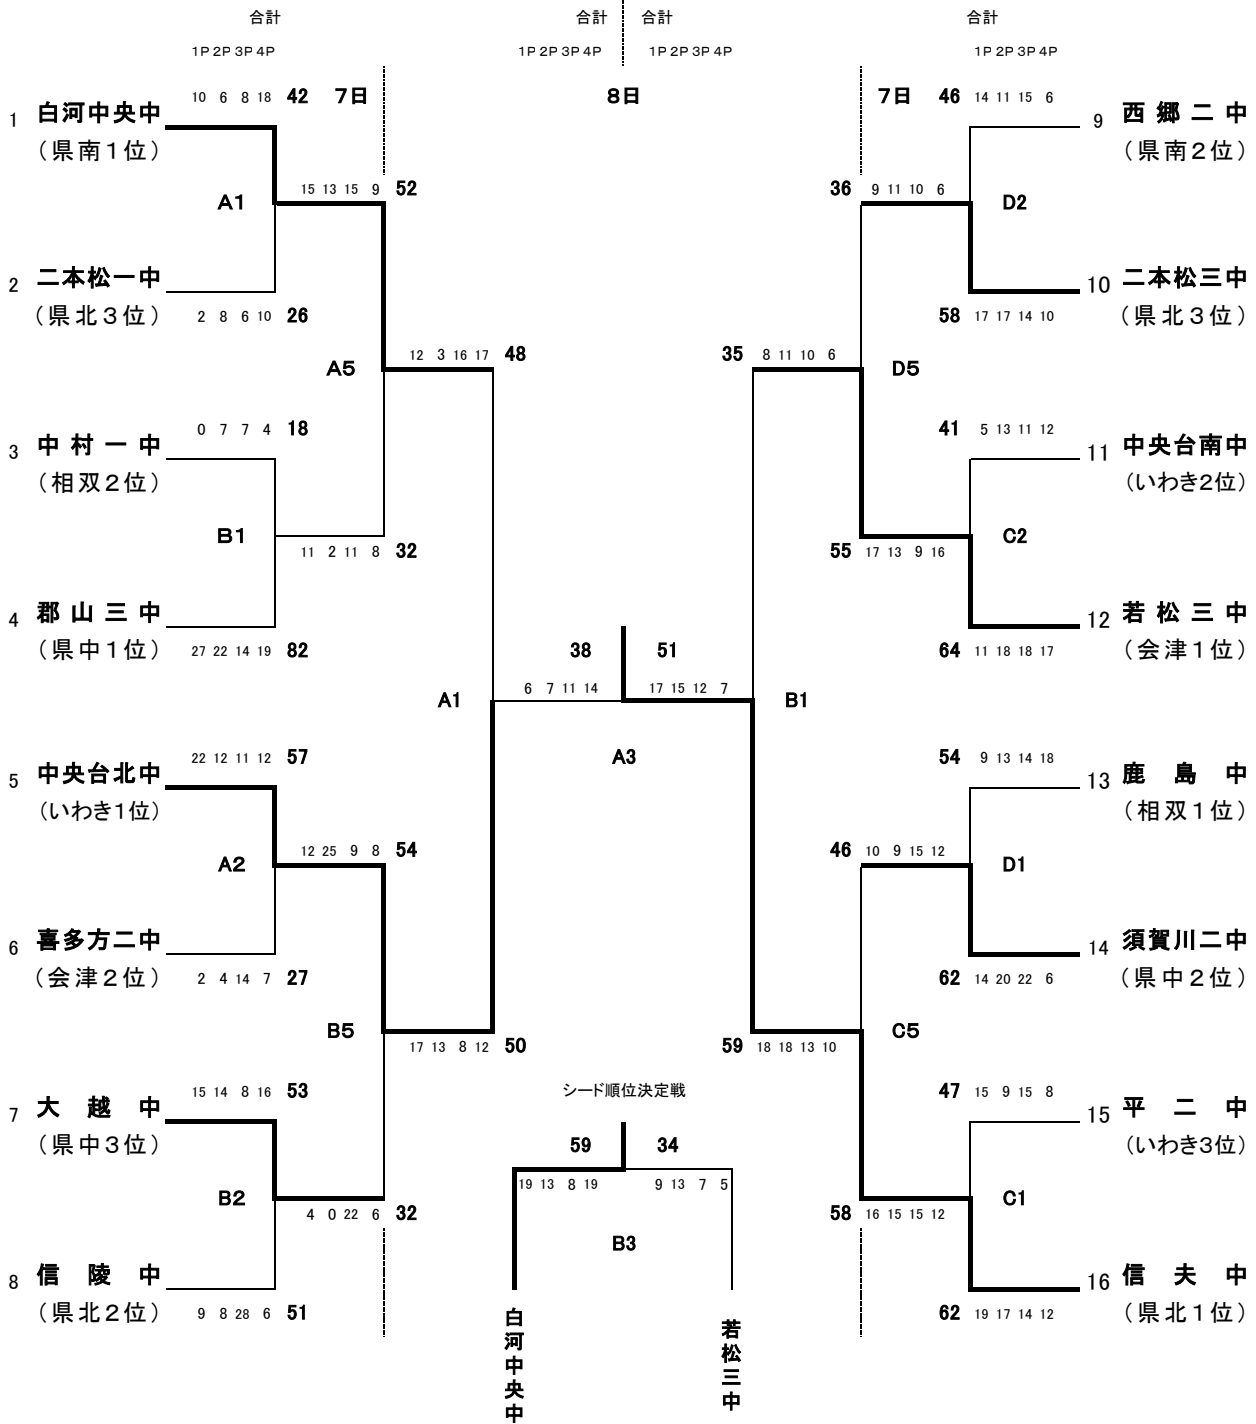 合計 合計 合計 合計
1P 2P 3P 4P 1P 2P 3P 4P 1P 2P 3P 4P 1P 2P 3P 4P
10 6 8 18 42 7日 8日 7日 46 14 11 15 6
1 白河中央中 9 西郷二中
（県南1位） （県南2位）
15 13 15 9 52 36 9 11 10 6
A1 D2
2 二本松一中 10 二本松三中
（県北3位） 2 8 6 10 26 58 17 17 14 10 （県北3位）
12 3 16 17 48 35 8 11 10 6
A5 D5
0 7 7 4 18 41 5 13 11 12
3 中村一中 11 中央台南中
（相双2位） （いわき2位）
B1 C2
11 2 11 8 32 55 17 13 9 16
4 郡山三中 12 若松三中
（県中1位） 27 22 14 19 82 38 51 64 11 18 18 17 （会津1位）
6 7 11 14 17 15 12 7
A1 B1
A3
22 12 11 12 57 54 9 13 14 18
5 中央台北中 13 鹿島中
（いわき1位） （相双1位）
12 25 9 8 54 46 10 9 15 12
A2 D1
6 喜多方二中 14 須賀川二中
（会津2位） 2 4 14 7 27 62 14 20 22 6 （県中2位）
B5 C5
17 13 8 12 50 59 18 18 13 10
15 14 8 16 53 シード順位決定戦 47 15 9 15 8
7 大越中 15 平二中
（県中3位） 59 34 （いわき3位）
19 13 8 19 9 13 7 5
B2 C1
4 0 22 6 32 58 16 15 15 12
B3
8 信陵中 16 信夫中
（県北2位） 9 8 28 6 51 62 19 17 14 12 （県北1位）
白河中央中 若松三中